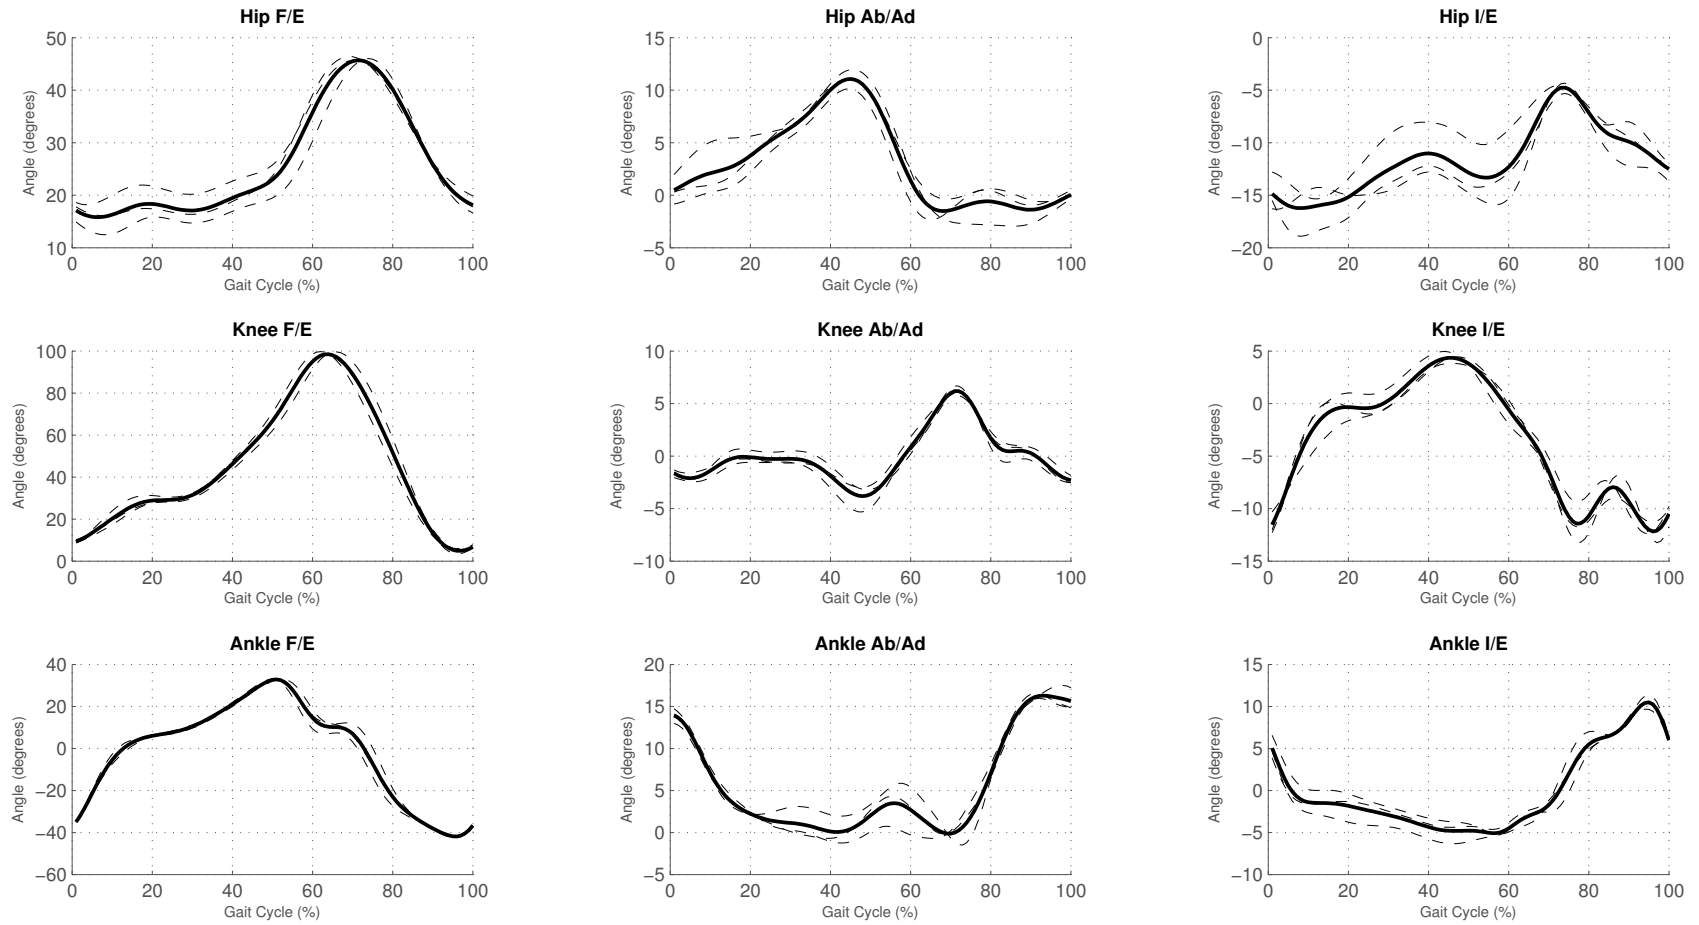 Hip F/E
Hip Ab/Ad
Hip I/E
50
40
30
20
10
Angle (degrees)
0 20 40 60 80 100
Gait Cycle (%)
15
10
5
0
−5
Angle (degrees)
0 20 40 60 80 100
Gait Cycle (%)
0
−5
−10
−15
−20
Angle (degrees)
0 20 40 60 80 100
Gait Cycle (%)
Knee F/E
Knee Ab/Ad
Knee I/E
100
80
60
40
20
0
Angle (degrees)
0 20 40 60 80 100
Gait Cycle (%)
10
5
0
−5
−10
Angle (degrees)
0 20 40 60 80 100
Gait Cycle (%)
5
0
−5
−10
−15
Angle (degrees)
0 20 40 60 80 100
Gait Cycle (%)
Ankle F/E
Ankle Ab/Ad
Ankle I/E
40
20
0
−20
−40
−60
Angle (degrees)
0 20 40 60 80 100
Gait Cycle (%)
20
15
10
5
0
−5
Angle (degrees)
0 20 40 60 80 100
Gait Cycle (%)
15
10
5
0
−5
−10
Angle (degrees)
0 20 40 60 80 100
Gait Cycle (%)